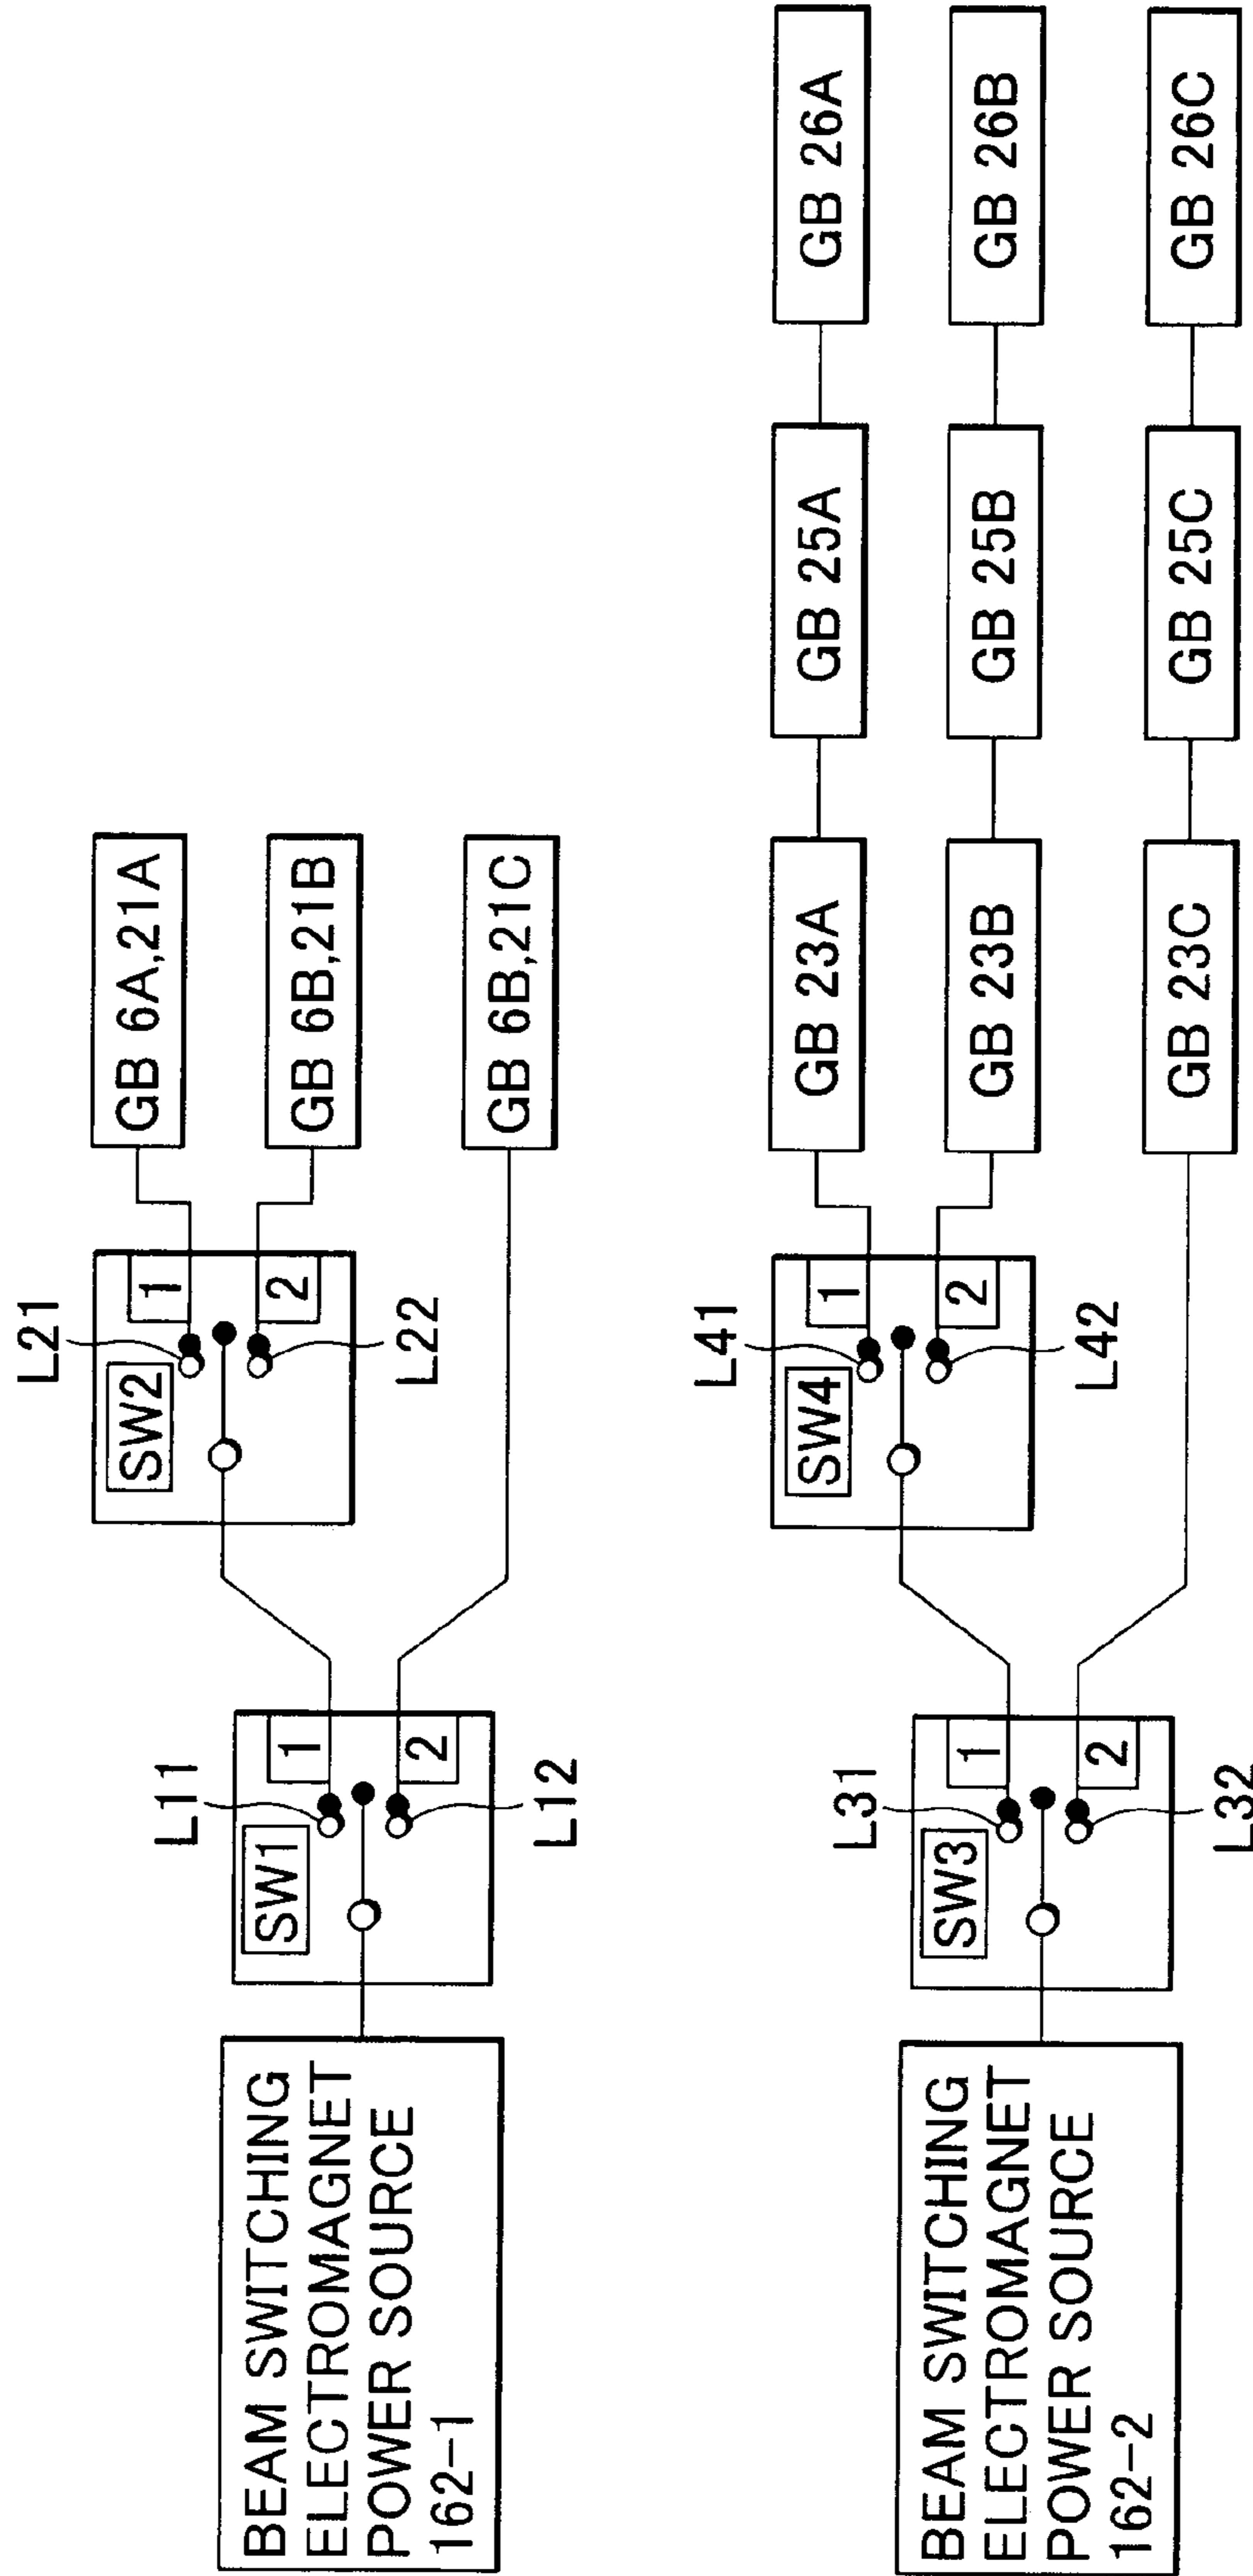 BEAM SWITCHING
ELECTROMAGNET
POWER SOURCE
162-1
SW1
1
2
L11
L12
SW2
1
2
L21
L22
GB 6A,21A
GB 6B,21B
GB 6B,21C
BEAM SWITCHING
ELECTROMAGNET
POWER SOURCE
162-2
SW3
1
2
L31
L32
SW4
1
2
L41
L42
GB 23A
GB 25A
GB 26A
GB 23B
GB 25B
GB 26B
GB 23C
GB 25C
GB 26C